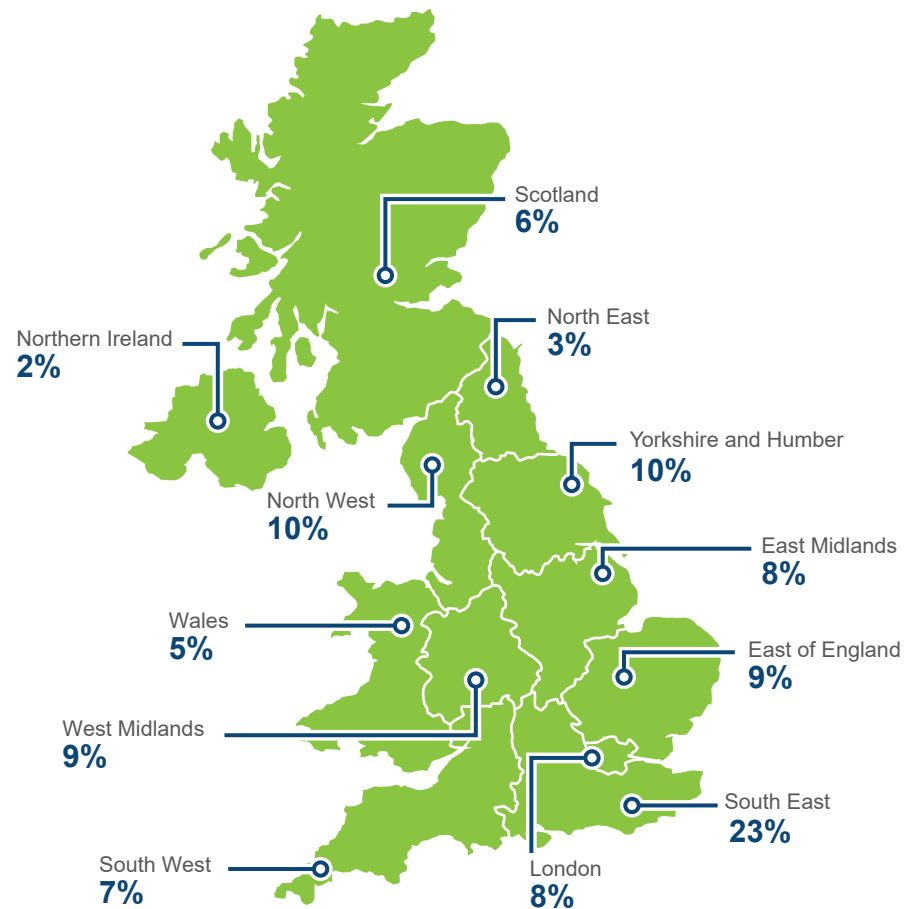 Scotland
6%
North East
3%
Northern Ireland
2%
Yorkshire and Humber
10%
North West
10%
East Midlands
8%
Wales
5%
East of England
9%
West Midlands
9%
South East
23%
South West
7%
London
8%